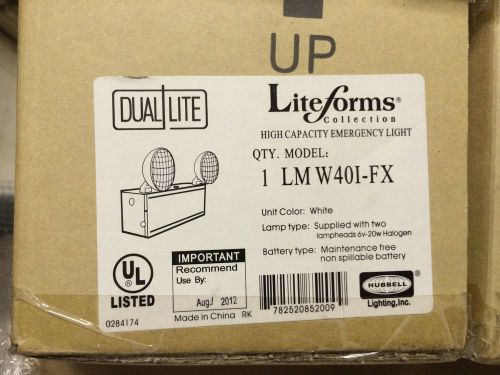 UP
DUAL LITE
Liteforms®
Collection
HIGH CAPACITY EMERGENCY LIGHT
QTY. MODEL:
1 LM W40I-FX
Unit Color: White
Lamp type: Supplied with two
lampheads 6v-20w Halogen
Battery type: Maintenance free
non spillable battery
IMPORTANT
Recommend
Use By:
Aug./ 2012
UL
LISTED
0284174
Made in China RK
782520852009
HUBBELL
Lighting,Inc.